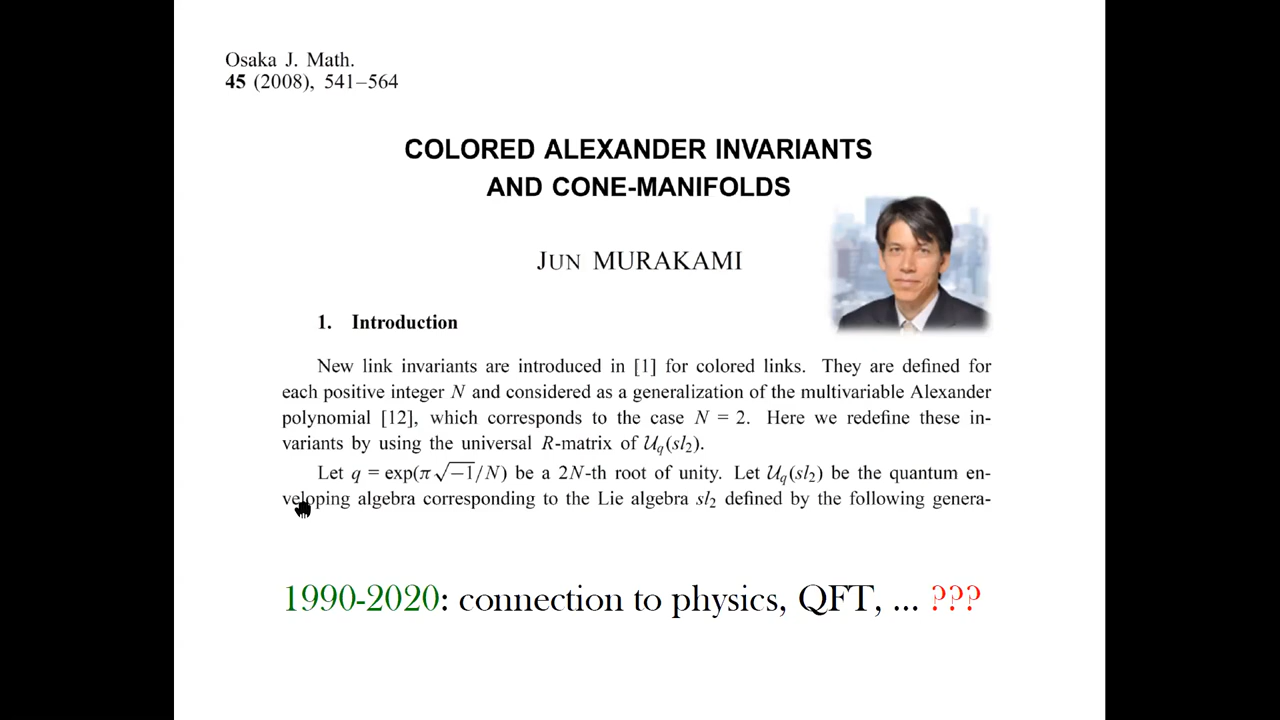 Osaka J. Math.
45 (2008), 541–564
COLORED ALEXANDER INVARIANTS
AND CONE-MANIFOLDS
JUN MURAKAMI
1. Introduction
New link invariants are introduced in [1] for colored links. They are defined for
each positive integer N and considered as a generalization of the multivariable Alexander
polynomial [12], which corresponds to the case N = 2. Here we redefine these in-
variants by using the universal R-matrix of 𝒰q(sl2).
Let q = exp(π√−1/N) be a 2N-th root of unity. Let 𝒰q(sl2) be the quantum en-
veloping algebra corresponding to the Lie algebra sl2 defined by the following genera-
1990-2020: connection to physics, QFT, ... ???